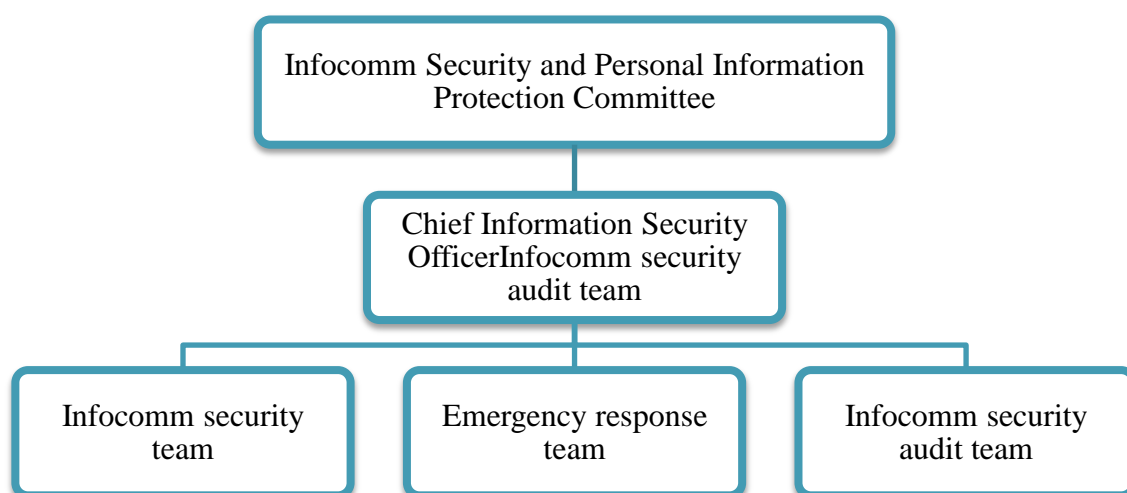 Infocomm Security and Personal Information
Protection Committee
Chief Information Security
OfficerInfocomm security
audit team
Infocomm security
team
Emergency response
team
Infocomm security
audit team